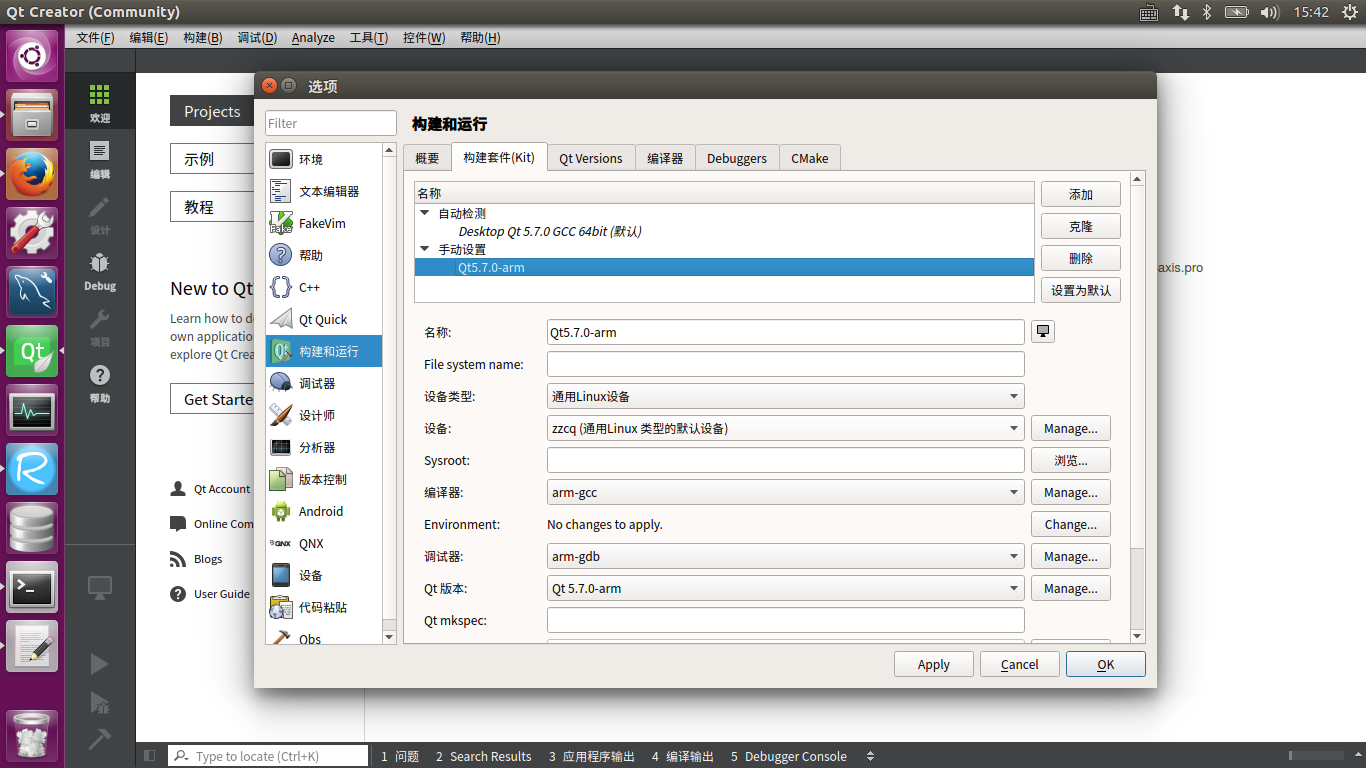 Qt Creator (Community)
15:42
文件(F) 编辑(E) 构建(B) 调试(D) Analyze 工具(T) 控件(W) 帮助(H)
欢迎
编辑
设计
Debug
项目
帮助
Projects
示例
教程
New to Qt
Learn how to d
own application
explore Qt Crea
Get Starte
Qt Account
Online Com
Blogs
User Guide
axis.pro
选项
Filter
环境
文本编辑器
FakeVim
帮助
C++
Qt Quick
构建和运行
调试器
设计师
分析器
版本控制
Android
QNX
设备
代码粘贴
Qbs
构建和运行
概要 构建套件(Kit) Qt Versions 编译器 Debuggers CMake
名称
自动检测
Desktop Qt 5.7.0 GCC 64bit (默认)
手动设置
Qt5.7.0-arm
添加
克隆
删除
设置为默认
名称: Qt5.7.0-arm
File system name:
设备类型: 通用Linux设备
设备: zzcq (通用Linux 类型的默认设备) Manage...
Sysroot: 浏览...
编译器: arm-gcc Manage...
Environment: No changes to apply. Change...
调试器: arm-gdb Manage...
Qt 版本: Qt 5.7.0-arm Manage...
Qt mkspec:
Apply Cancel OK
Type to locate (Ctrl+K) 1 问题 2 Search Results 3 应用程序输出 4 编译输出 5 Debugger Console